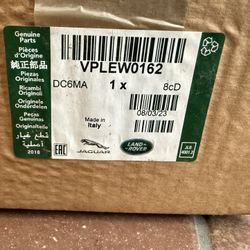 Genuine
Parts
Pièces
d'Origine
純正部品
Piezas
Originales
Ricambi
Originali
Onderdelen
Originele
Peças
Genuínas
Originalteile
قطع غيار
أصلية
2018
VPLEW0162
DC6MA
1 x
8cD
08/03/23
Made in
Italy
EAC
JAGUAR
LAND
ROVER
JLR